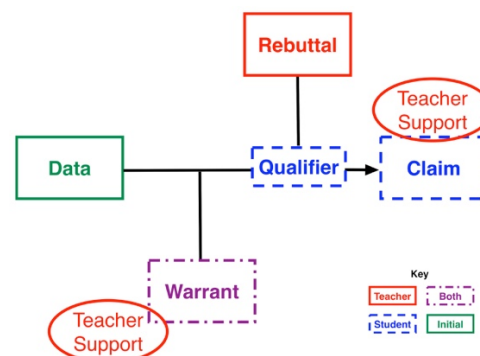 Rebuttal
Teacher
Support
Data
Qualifier
Claim
Warrant
Teacher
Support
Key
Teacher
Both
Student
Initial